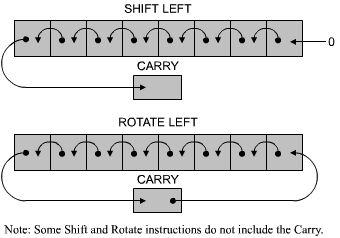 SHIFT LEFT
0
CARRY
ROTATE LEFT
CARRY
Note: Some Shift and Rotate instructions do not include the Carry.